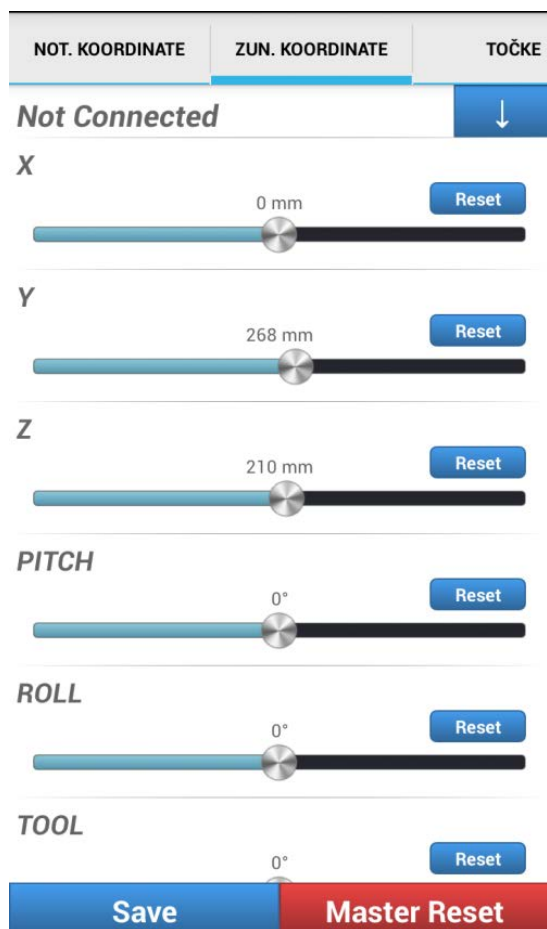 NOT. KOORDINATE ZUN. KOORDINATE TOČKE
Not Connected ↓
X
0 mm Reset
Y
268 mm Reset
Z
210 mm Reset
PITCH
0° Reset
ROLL
0° Reset
TOOL
0° Reset
Save Master Reset